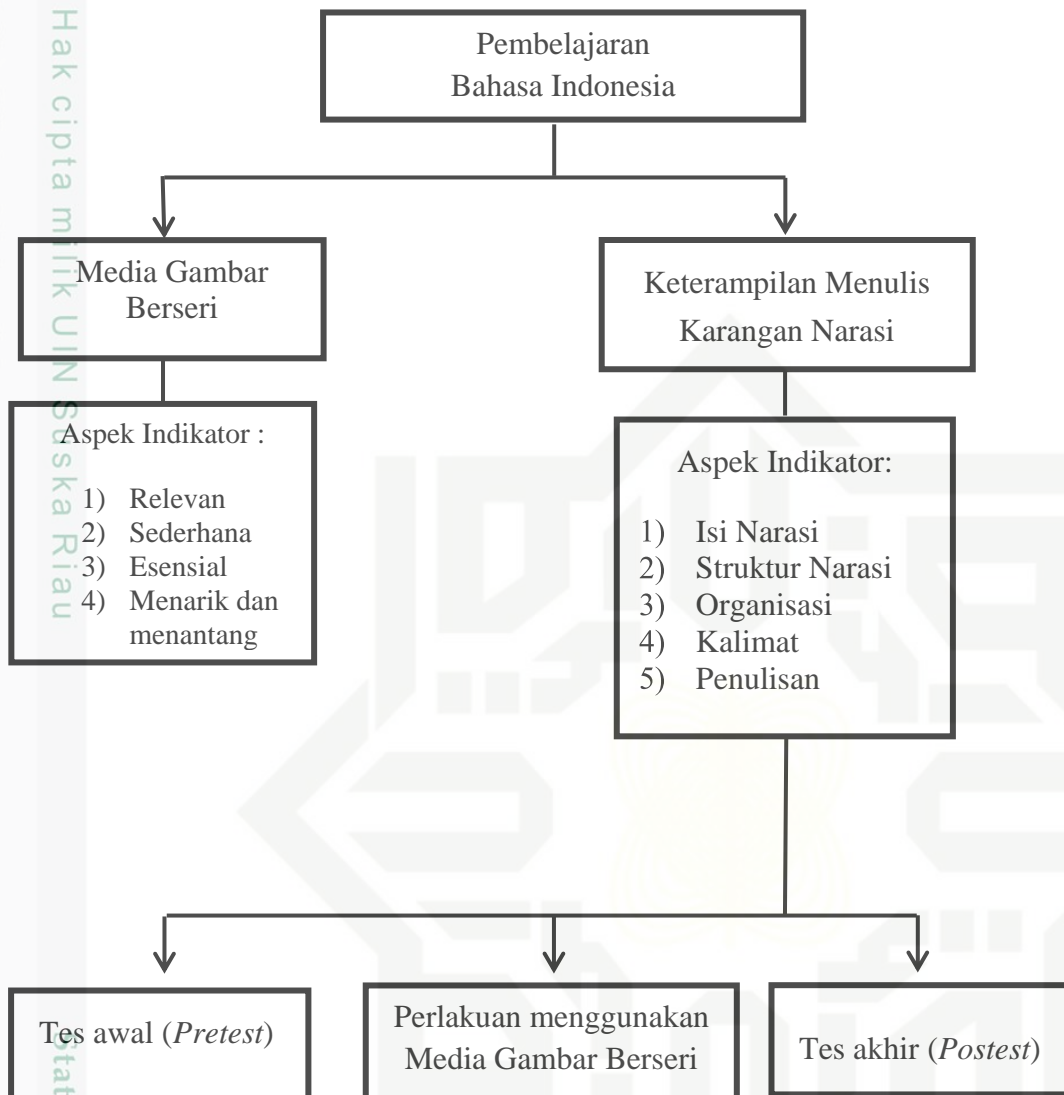 Hak cipta milik UIN Suska Riau
Pembelajaran
Bahasa Indonesia
Media Gambar
Berseri
Keterampilan Menulis
Karangan Narasi
Aspek Indikator :
1) Relevan
2) Sederhana
3) Esensial
4) Menarik dan
menantang
Aspek Indikator:
1) Isi Narasi
2) Struktur Narasi
3) Organisasi
4) Kalimat
5) Penulisan
Tes awal (Pretest)
Perlakuan menggunakan
Media Gambar Berseri
Tes akhir (Postest)